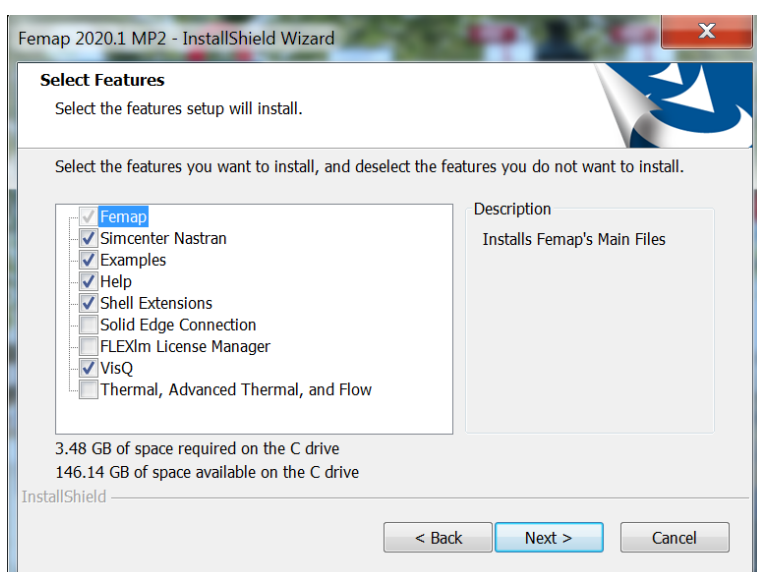 Femap 2020.1 MP2 - InstallShield Wizard
X
Select Features
Select the features setup will install.
Select the features you want to install, and deselect the features you do not want to install.
Femap
Simcenter Nastran
Examples
Help
Shell Extensions
Solid Edge Connection
FLEXlm License Manager
VisQ
Thermal, Advanced Thermal, and Flow
Description
Installs Femap's Main Files
3.48 GB of space required on the C drive
146.14 GB of space available on the C drive
InstallShield
< Back
Next >
Cancel